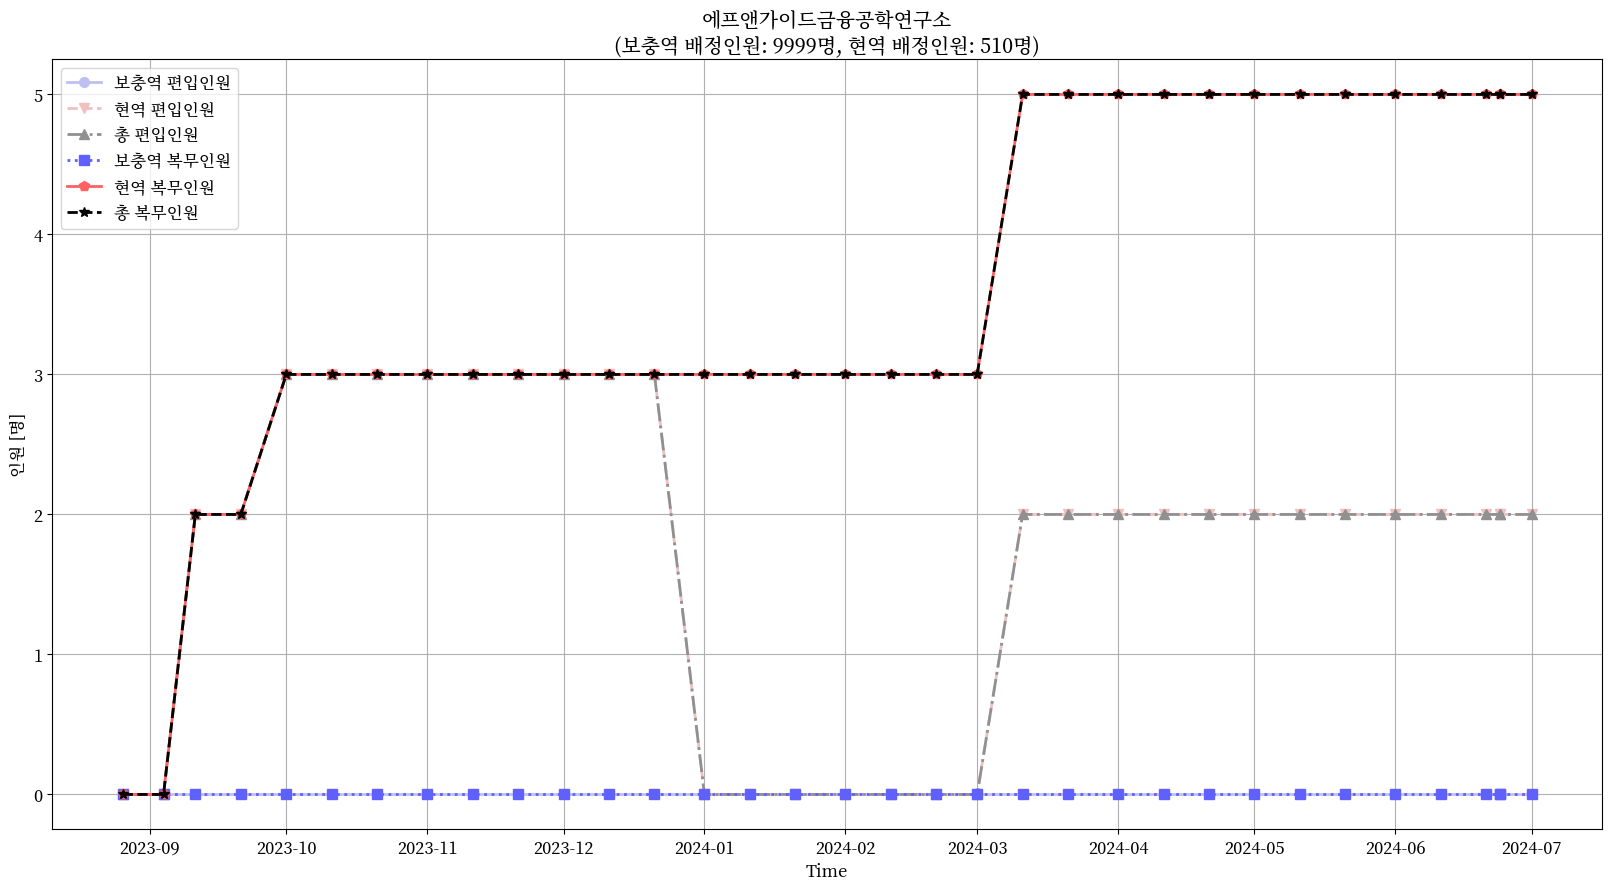 에프앤가이드금융공학연구소
(보충역 배정인원: 9999명, 현역 배정인원: 510명)
보충역 편입인원
현역 편입인원
총 편입인원
보충역 복무인원
현역 복무인원
총 복무인원
5
4
3
2
1
0
인원 [명]
2023-09 2023-10 2023-11 2023-12 2024-01 2024-02 2024-03 2024-04 2024-05 2024-06 2024-07
Time